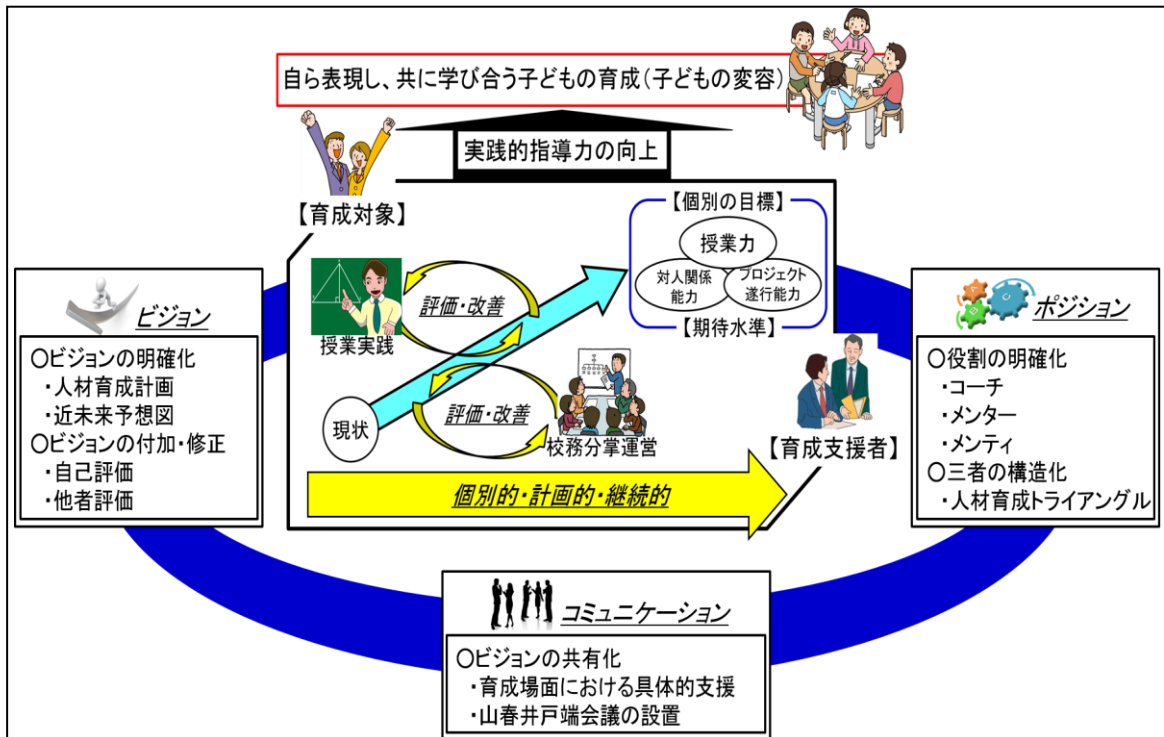 自ら表現し、共に学び合う子どもの育成(子どもの変容)
実践的指導力の向上
【育成対象】
【個別の目標】
授業力
対人関係
能力
プロジェクト
遂行能力
【期待水準】
評価・改善
授業実践
現状
評価・改善
校務分掌運営
【育成支援者】
個別的・計画的・継続的
ビジョン
○ビジョンの明確化
・人材育成計画
・近未来予想図
○ビジョンの付加・修正
・自己評価
・他者評価
ポジション
○役割の明確化
・コーチ
・メンター
・メンティ
○三者の構造化
・人材育成トライアングル
コミュニケーション
○ビジョンの共有化
・育成場面における具体的支援
・山春井戸端会議の設置